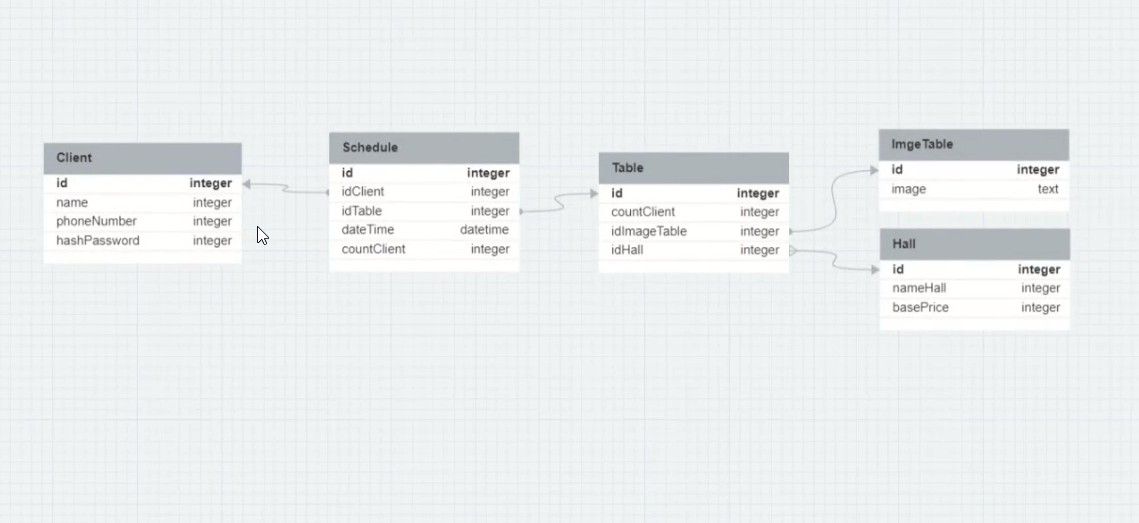 Client
id integer
name integer
phoneNumber integer
hashPassword integer
Schedule
id integer
idClient integer
idTable integer
dateTime datetime
countClient integer
Table
id integer
countClient integer
idImageTable integer
idHall integer
ImgeTable
id integer
image text
Hall
id integer
nameHall integer
basePrice integer